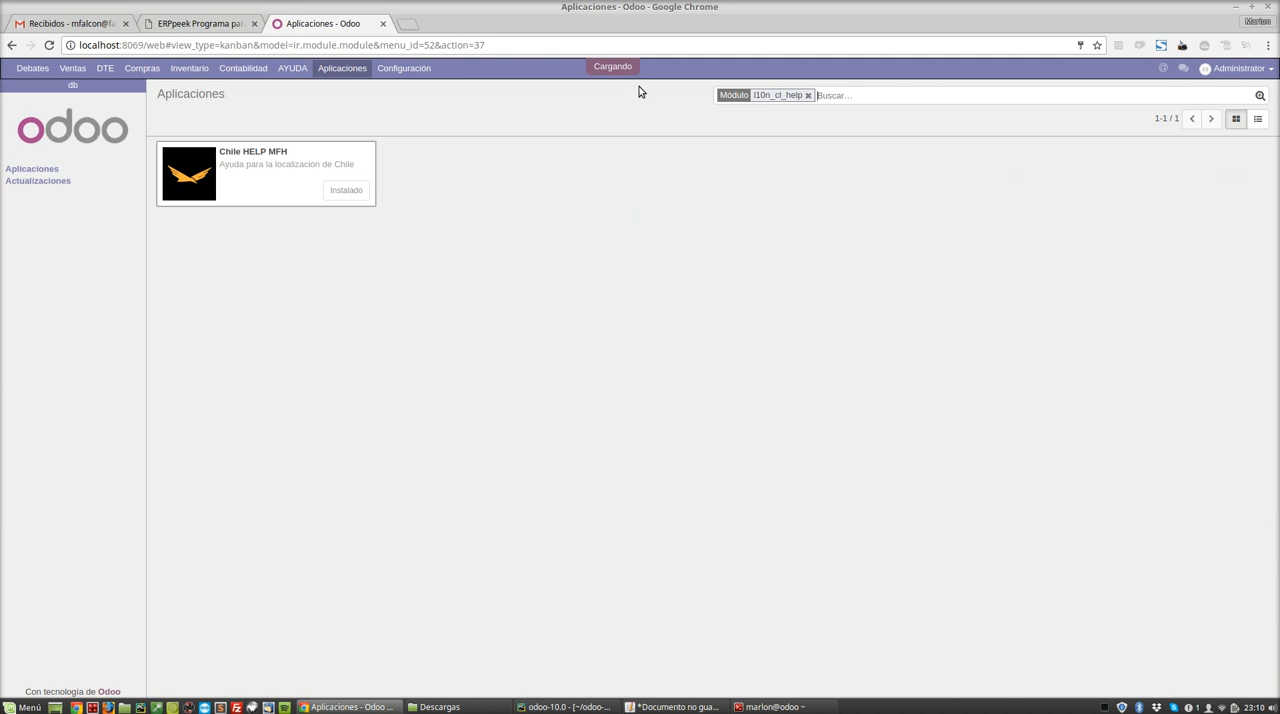 Aplicaciones - Odoo - Google Chrome
Recibidos - mfalcon@fa
ERPpeek Programa par
Aplicaciones - Odoo
Marlon
localhost:8069/web#view_type=kanban&model=ir.module.module&menu_id=52&action=37
Debates Ventas DTE Compras Inventario Contabilidad AYUDA Aplicaciones Configuración Cargando @ Administrator
db
Aplicaciones
Módulo l10n_cl_help Buscar...
odoo
1-1 / 1
Chile HELP MFH
Ayuda para la localización de Chile
Instalado
Aplicaciones
Actualizaciones
Con tecnología de Odoo
Menú Aplicaciones - Odoo ... Descargas odoo-10.0 - [~/odoo-... *Documento no gua... marlon@odoo ~ 1 23:10